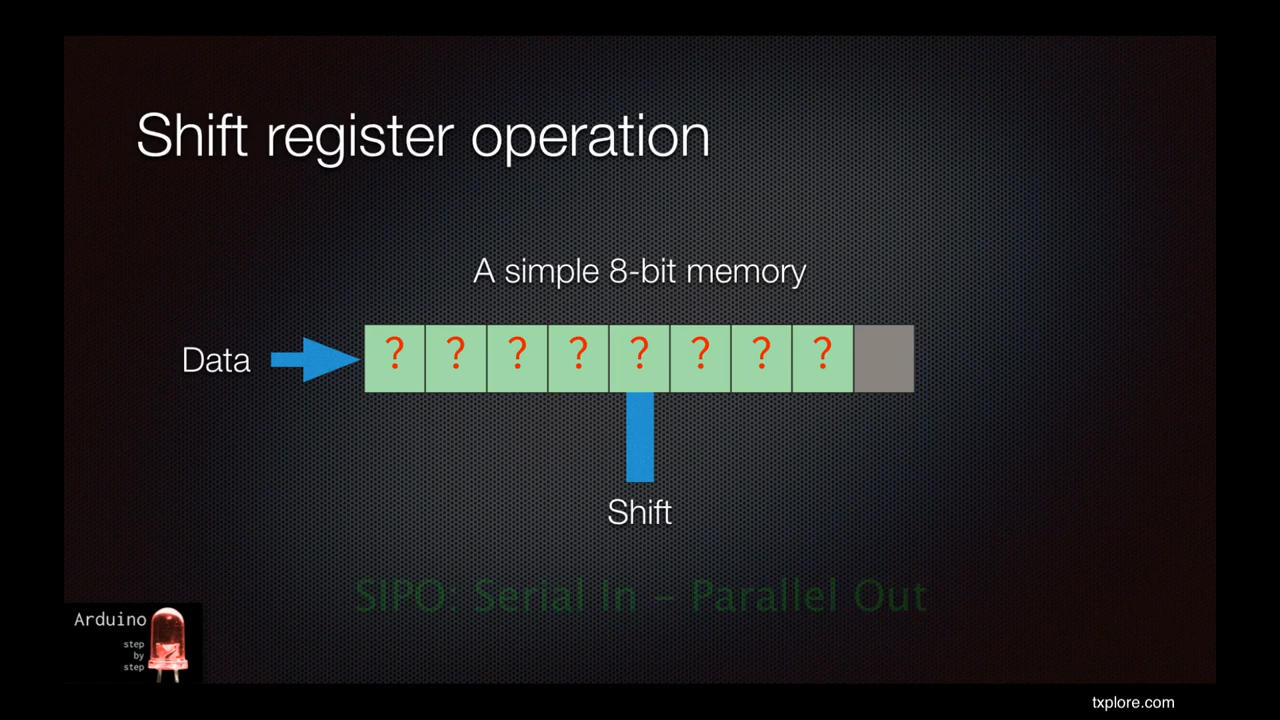 Shift register operation
A simple 8-bit memory
Data
? ? ? ? ? ? ? ?
Shift
SIPO: Serial In – Parallel Out
Arduino
step
by
step
txplore.com